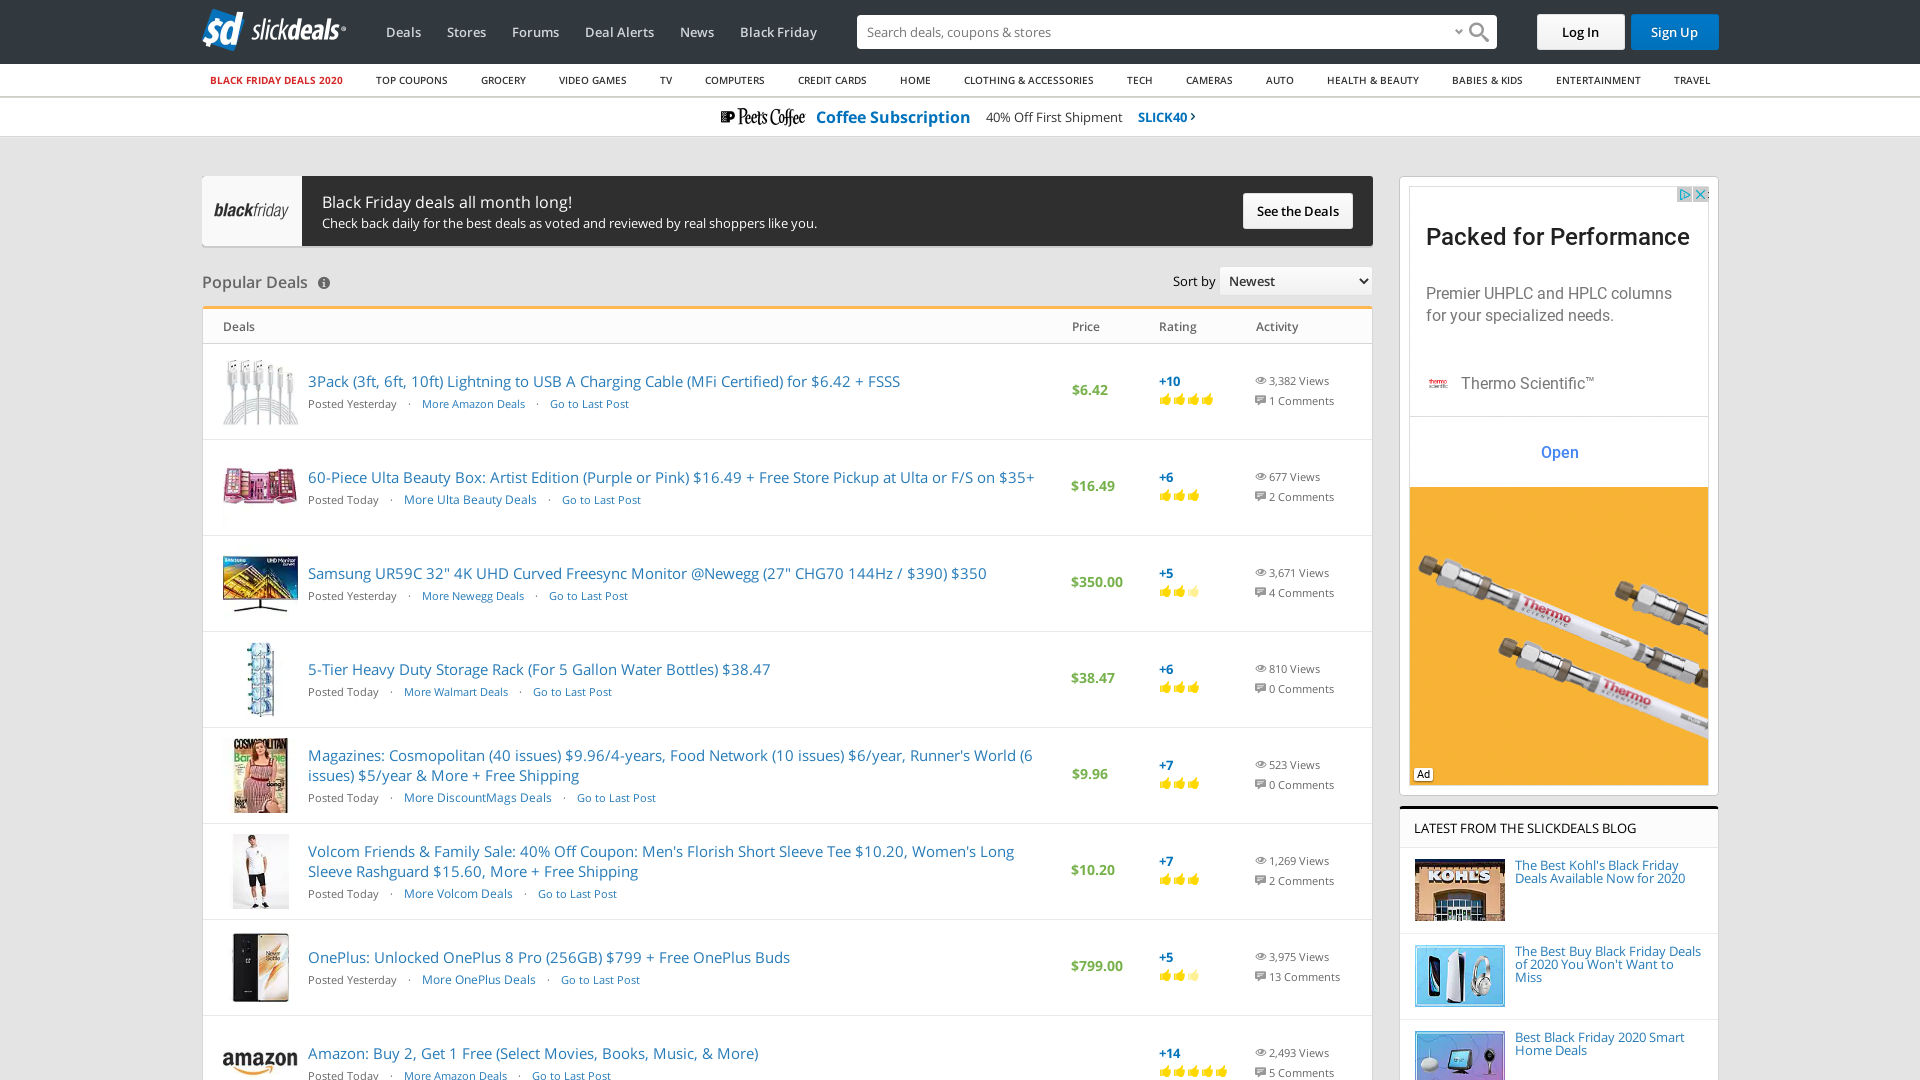 slickdeals
Deals
Stores
Forums
Deal Alerts
News
Black Friday
Search deals, coupons & stores
Log In
Sign Up
BLACK FRIDAY DEALS 2020
TOP COUPONS
GROCERY
VIDEO GAMES
TV
COMPUTERS
CREDIT CARDS
HOME
CLOTHING & ACCESSORIES
TECH
CAMERAS
AUTO
HEALTH & BEAUTY
BABIES & KIDS
ENTERTAINMENT
TRAVEL
Peet's Coffee Coffee Subscription 40% Off First Shipment SLICK40
blackfriday
Black Friday deals all month long!
Check back daily for the best deals as voted and reviewed by real shoppers like you.
See the Deals
Popular Deals
Sort by Newest
Deals Price Rating Activity
3Pack (3ft, 6ft, 10ft) Lightning to USB A Charging Cable (MFi Certified) for $6.42 + FSSS
Posted Yesterday · More Amazon Deals · Go to Last Post
$6.42
+10
3,382 Views
1 Comments
60-Piece Ulta Beauty Box: Artist Edition (Purple or Pink) $16.49 + Free Store Pickup at Ulta or F/S on $35+
Posted Today · More Ulta Beauty Deals · Go to Last Post
$16.49
+6
677 Views
2 Comments
Samsung UR59C 32" 4K UHD Curved Freesync Monitor @Newegg (27" CHG70 144Hz / $390) $350
Posted Yesterday · More Newegg Deals · Go to Last Post
$350.00
+5
3,671 Views
4 Comments
5-Tier Heavy Duty Storage Rack (For 5 Gallon Water Bottles) $38.47
Posted Today · More Walmart Deals · Go to Last Post
$38.47
+6
810 Views
0 Comments
Magazines: Cosmopolitan (40 issues) $9.96/4-years, Food Network (10 issues) $6/year, Runner's World (6
issues) $5/year & More + Free Shipping
Posted Today · More DiscountMags Deals · Go to Last Post
$9.96
+7
523 Views
0 Comments
Volcom Friends & Family Sale: 40% Off Coupon: Men's Florish Short Sleeve Tee $10.20, Women's Long
Sleeve Rashguard $15.60, More + Free Shipping
Posted Today · More Volcom Deals · Go to Last Post
$10.20
+7
1,269 Views
2 Comments
OnePlus: Unlocked OnePlus 8 Pro (256GB) $799 + Free OnePlus Buds
Posted Yesterday · More OnePlus Deals · Go to Last Post
$799.00
+5
3,975 Views
13 Comments
amazon
Amazon: Buy 2, Get 1 Free (Select Movies, Books, Music, & More)
Posted Today · More Amazon Deals · Go to Last Post
+14
2,493 Views
5 Comments
Packed for Performance
Premier UHPLC and HPLC columns
for your specialized needs.
thermo
scientific
Thermo Scientific™
Open
Thermo
SCIENTIFIC
Thermo
SCIENTIFIC
Ad
LATEST FROM THE SLICKDEALS BLOG
KOHL'S
The Best Kohl's Black Friday
Deals Available Now for 2020
The Best Buy Black Friday Deals
of 2020 You Won't Want to
Miss
Best Black Friday 2020 Smart
Home Deals